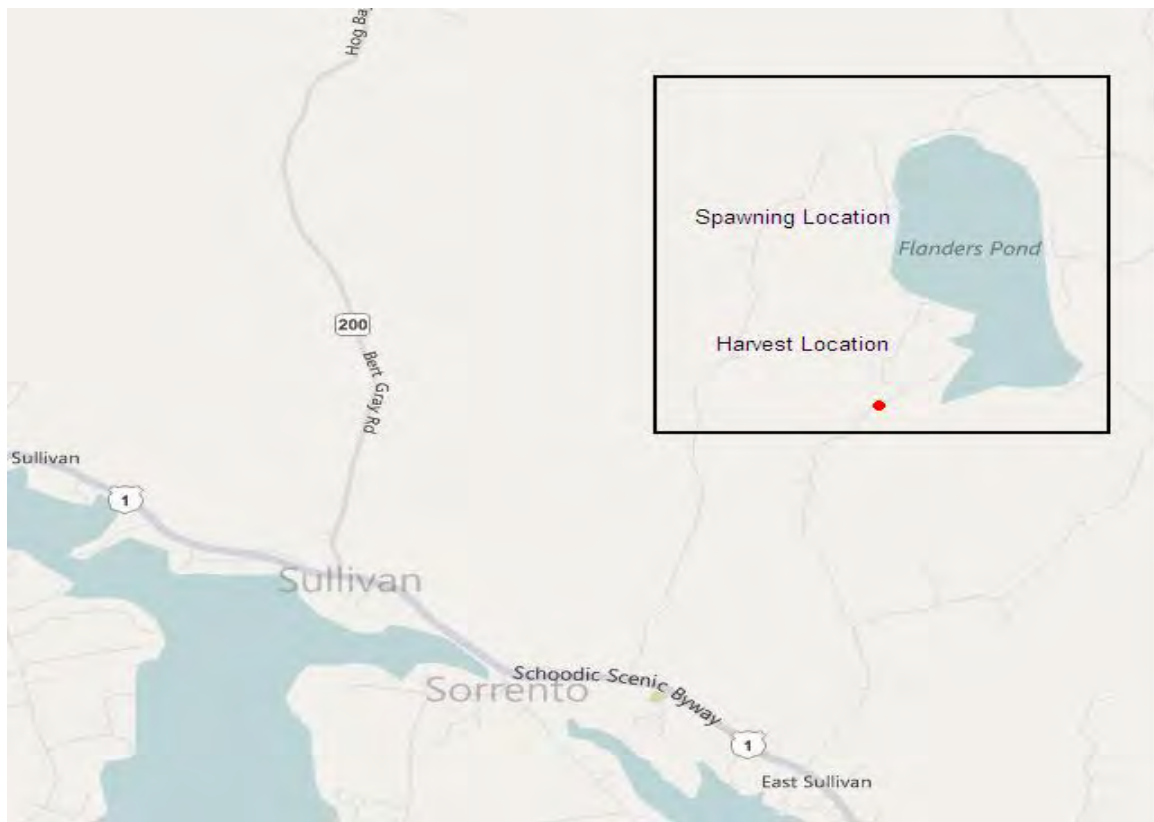 Hog Ba
Spawning Location
Flanders Pond
200
Harvest Location
Bert Gray Rd
Sullivan
1
Sullivan
Schoodic Scenic Byway
Sorrento
1
East Sullivan